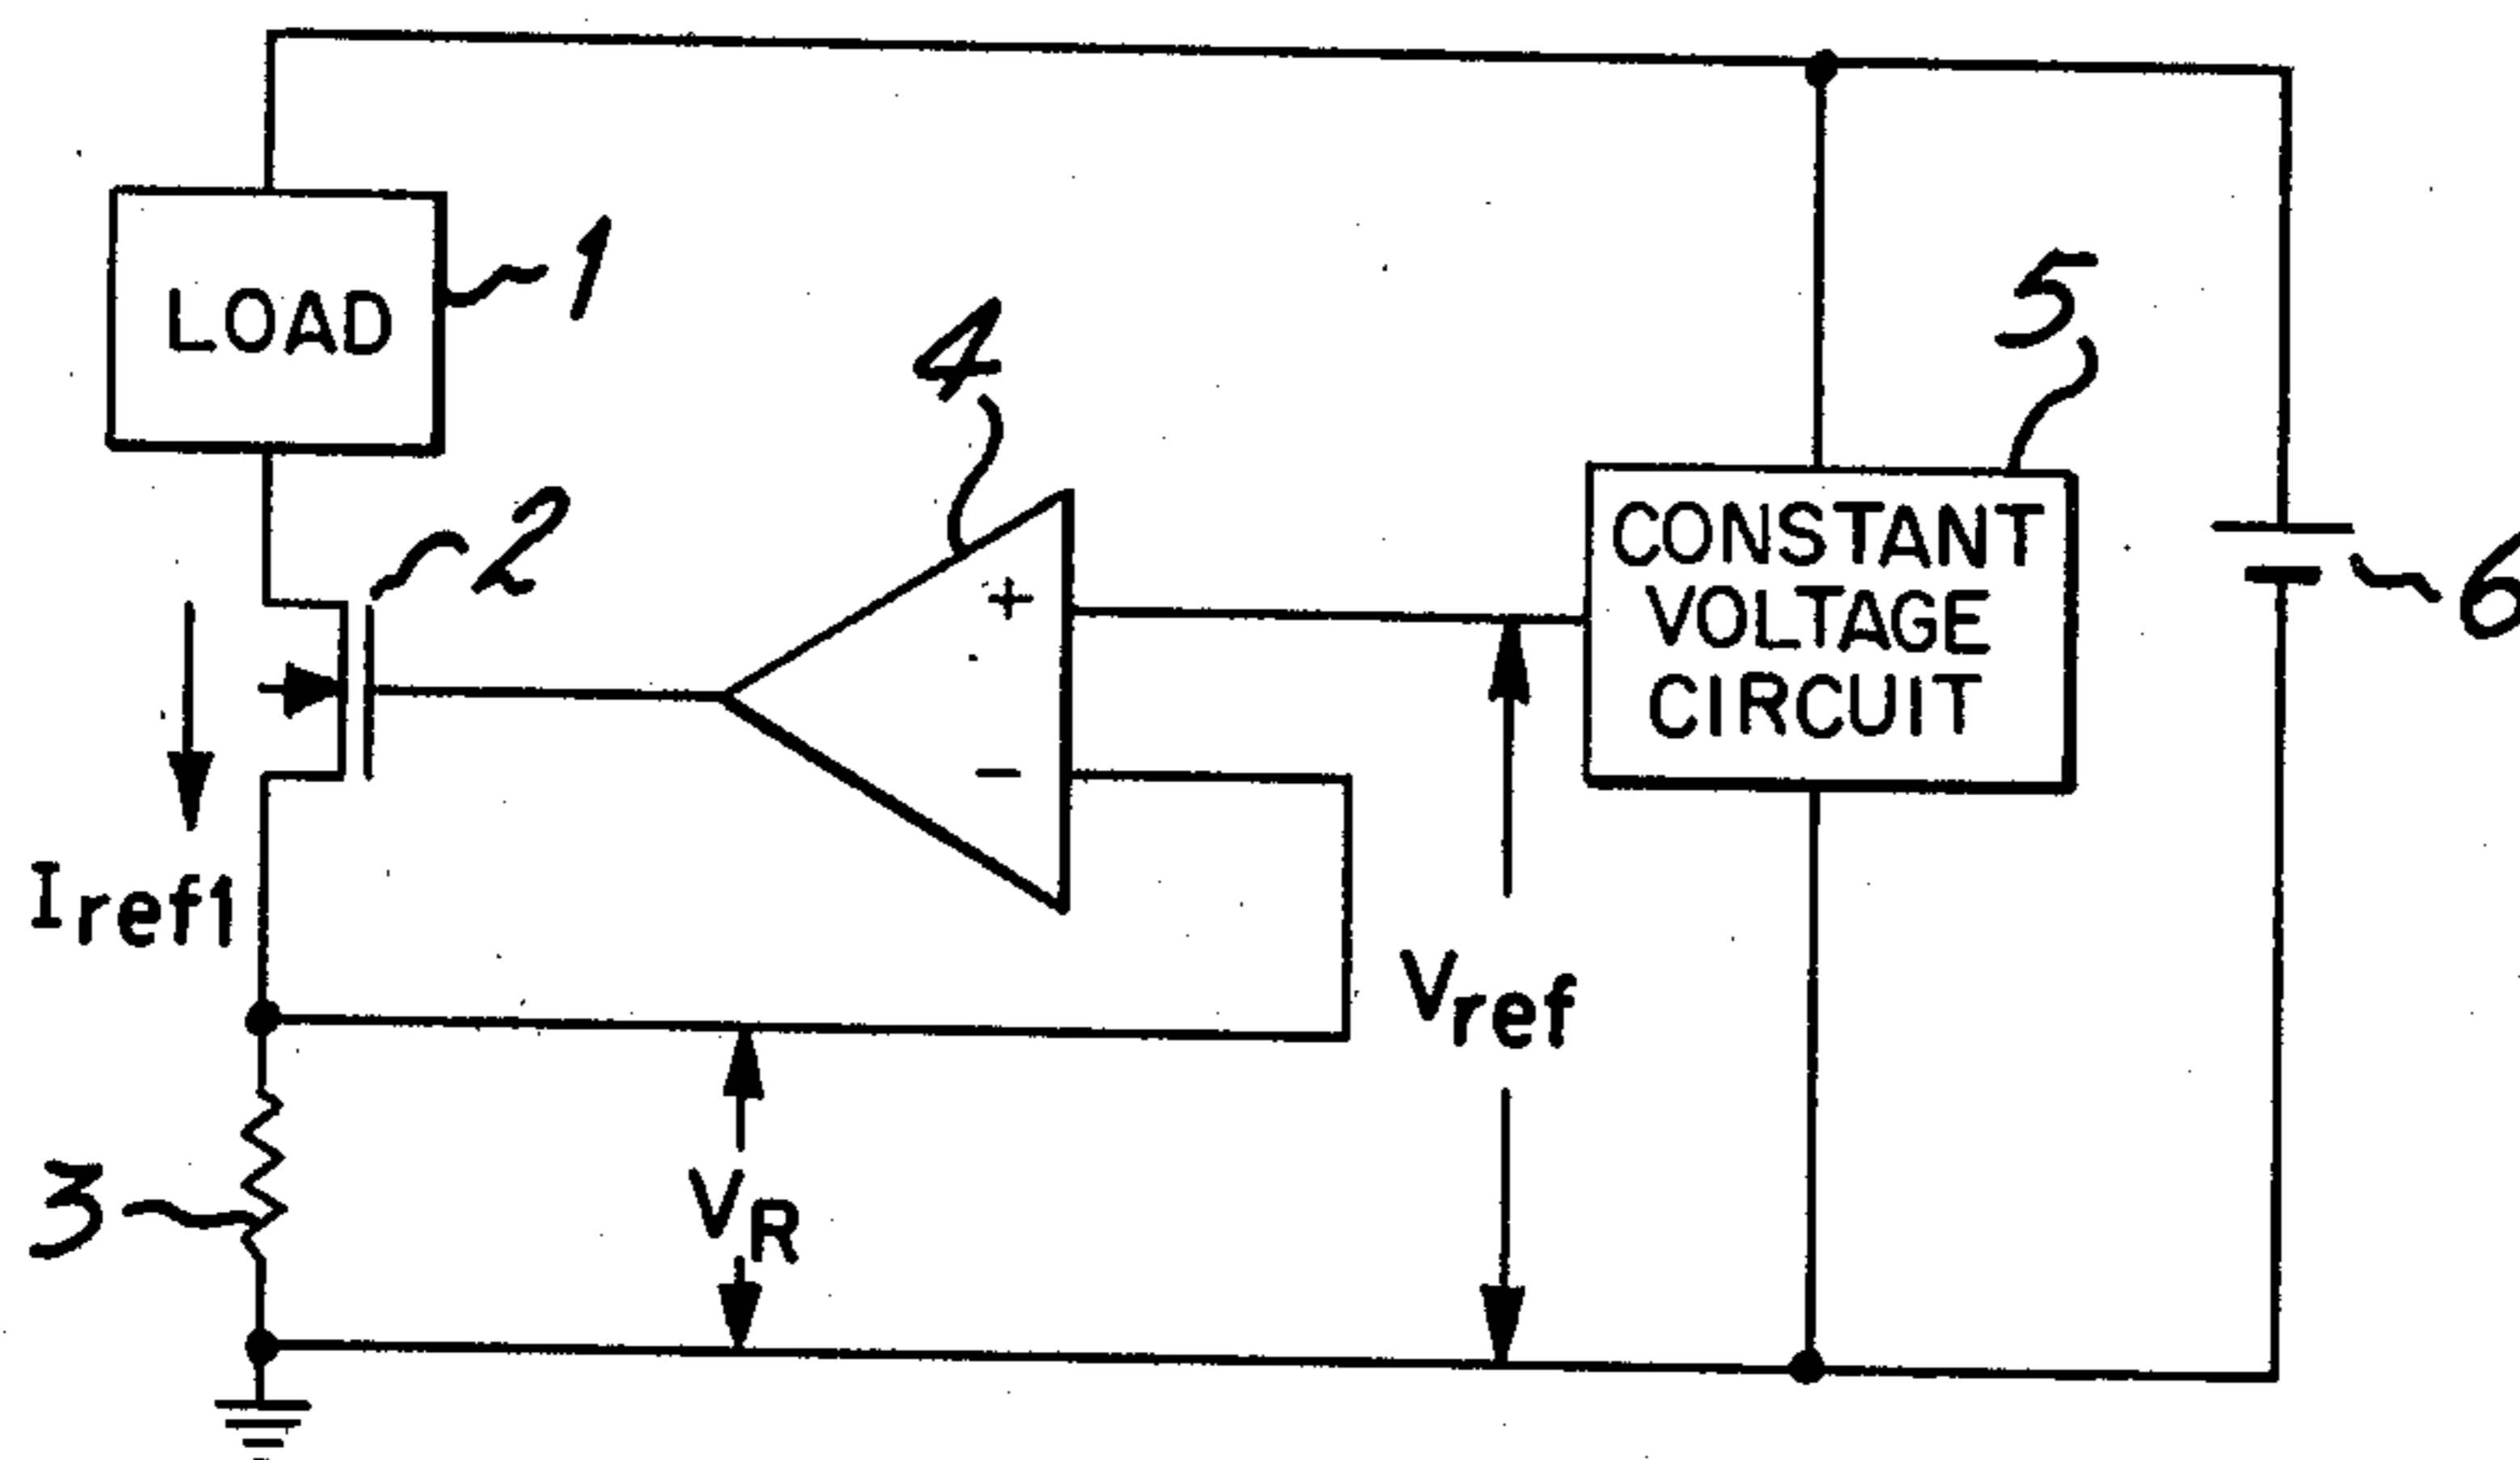 LOAD
1
2
4
+
−
5
CONSTANT
VOLTAGE
CIRCUIT
6
Iref1
Vref
VR
3